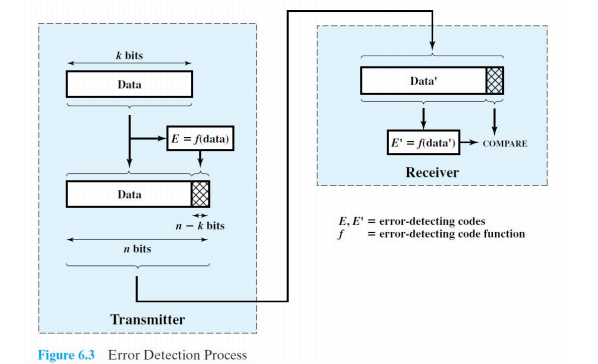 k bits
Data
E = f(data)
Data
n − k bits
n bits
Transmitter
Data'
E' = f(data')
COMPARE
Receiver
E, E' = error-detecting codes
f = error-detecting code function
Figure 6.3 Error Detection Process